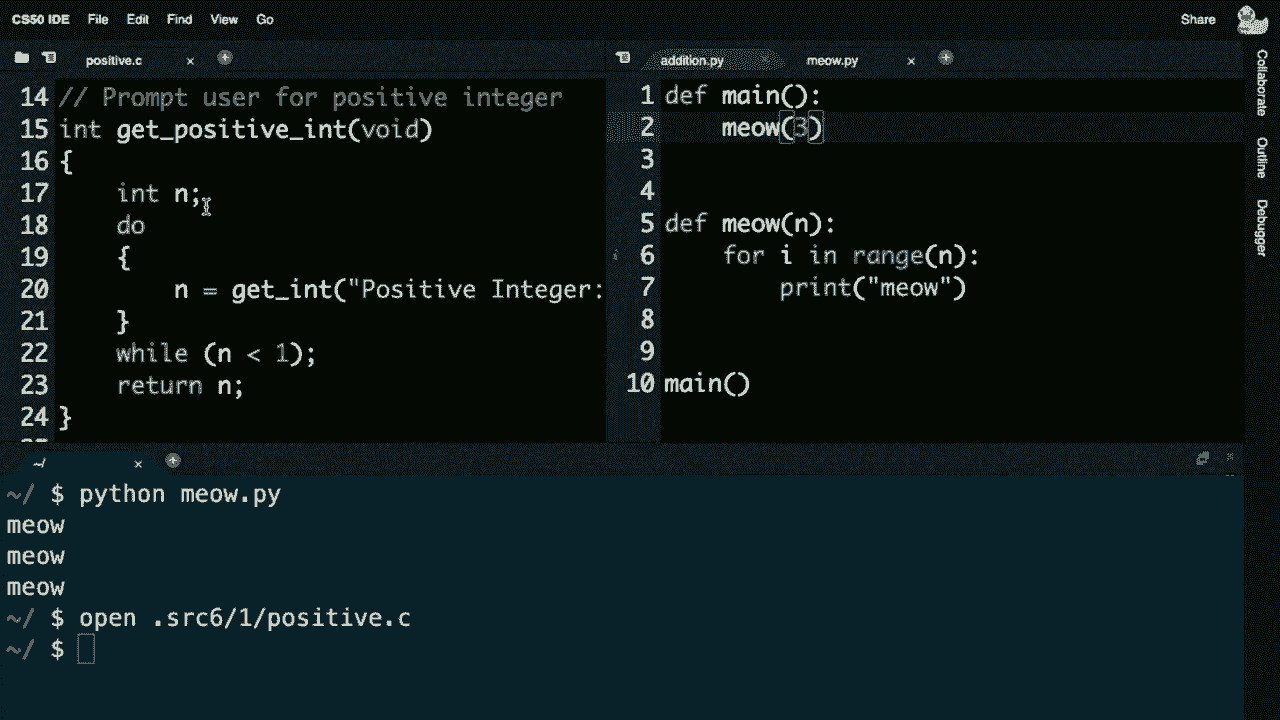 CS50 IDE File Edit Find View Go Share
positive.c × +
14 // Prompt user for positive integer
15 int get_positive_int(void)
16 {
17     int n;
18     do
19     {
20         n = get_int("Positive Integer:
21     }
22     while (n < 1);
23     return n;
24 }
addition.py × meow.py × +
1 def main():
2     meow(3)
3
4
5 def meow(n):
6     for i in range(n):
7         print("meow")
8
9
10 main()
Collaborate
Outline
Debugger
~/ × +
~/ $ python meow.py
meow
meow
meow
~/ $ open .src6/1/positive.c
~/ $